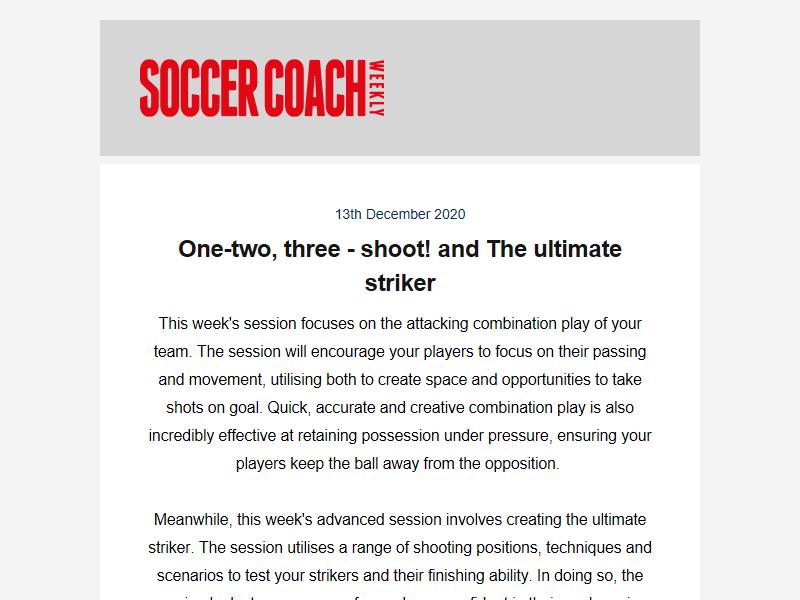 SOCCER COACH WEEKLY
13th December 2020
One-two, three - shoot! and The ultimate
striker
This week's session focuses on the attacking combination play of your
team. The session will encourage your players to focus on their passing
and movement, utilising both to create space and opportunities to take
shots on goal. Quick, accurate and creative combination play is also
incredibly effective at retaining possession under pressure, ensuring your
players keep the ball away from the opposition.
Meanwhile, this week's advanced session involves creating the ultimate
striker. The session utilises a range of shooting positions, techniques and
scenarios to test your strikers and their finishing ability. In doing so, the